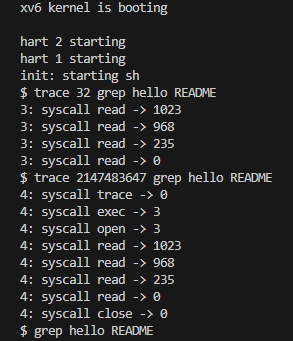 xv6 kernel is booting
hart 2 starting
hart 1 starting
init: starting sh
$ trace 32 grep hello README
3: syscall read -> 1023
3: syscall read -> 968
3: syscall read -> 235
3: syscall read -> 0
$ trace 2147483647 grep hello README
4: syscall trace -> 0
4: syscall exec -> 3
4: syscall open -> 3
4: syscall read -> 1023
4: syscall read -> 968
4: syscall read -> 235
4: syscall read -> 0
4: syscall close -> 0
$ grep hello README